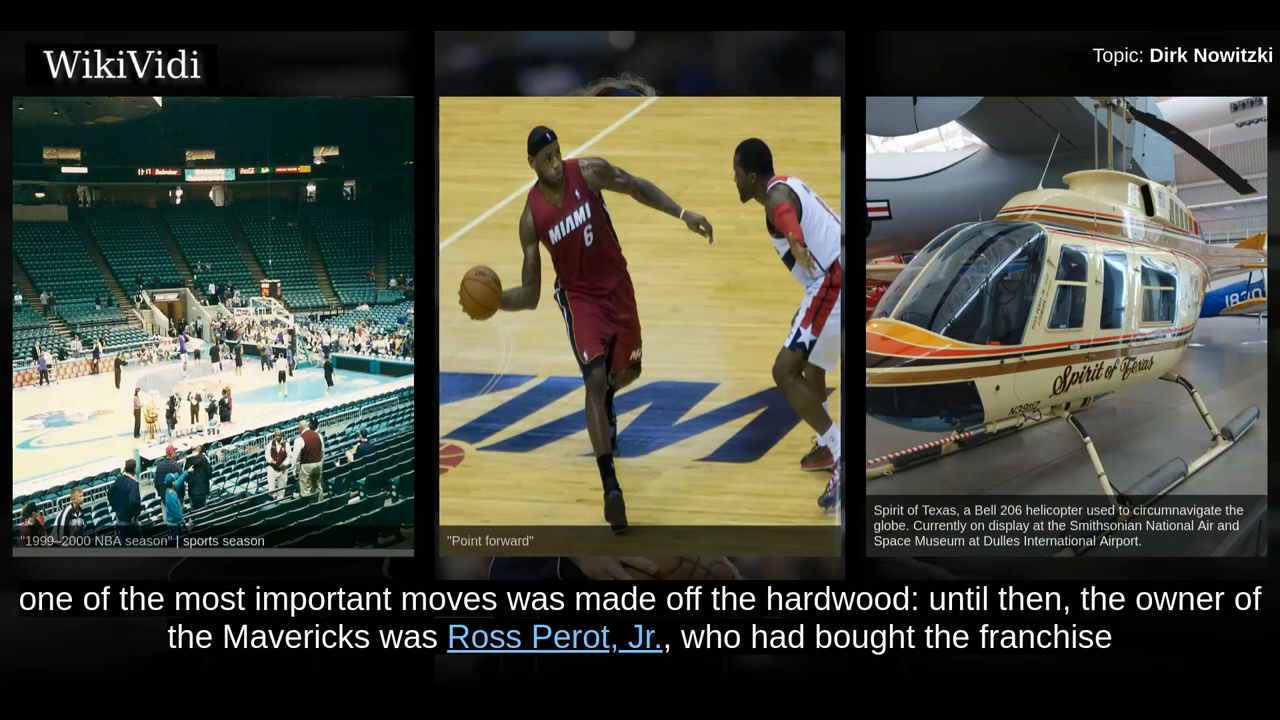 WikiVidi
Topic: Dirk Nowitzki
MIAMI
6
Spirit of Texas
"1999–2000 NBA season" | sports season
"Point forward"
Spirit of Texas, a Bell 206 helicopter used to circumnavigate the
globe. Currently on display at the Smithsonian National Air and
Space Museum at Dulles International Airport.
one of the most important moves was made off the hardwood: until then, the owner of
the Mavericks was Ross Perot, Jr., who had bought the franchise